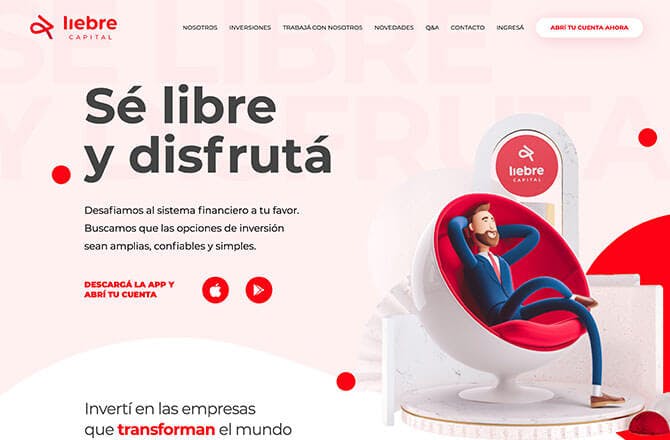 liebre
CAPITAL
NOSOTROS INVERSIONES TRABAJÁ CON NOSOTROS NOVEDADES Q&A CONTACTO INGRESÁ ABRÍ TU CUENTA AHORA
SÉ LIBRE
Y DISFRUTÁ
Sé libre
y disfrutá
Desafiamos al sistema financiero a tu favor.
Buscamos que las opciones de inversión
sean amplias, confiables y simples.
DESCARGÁ LA APP Y
ABRÍ TU CUENTA
liebre
CAPITAL
Invertí en las empresas
que transforman el mundo